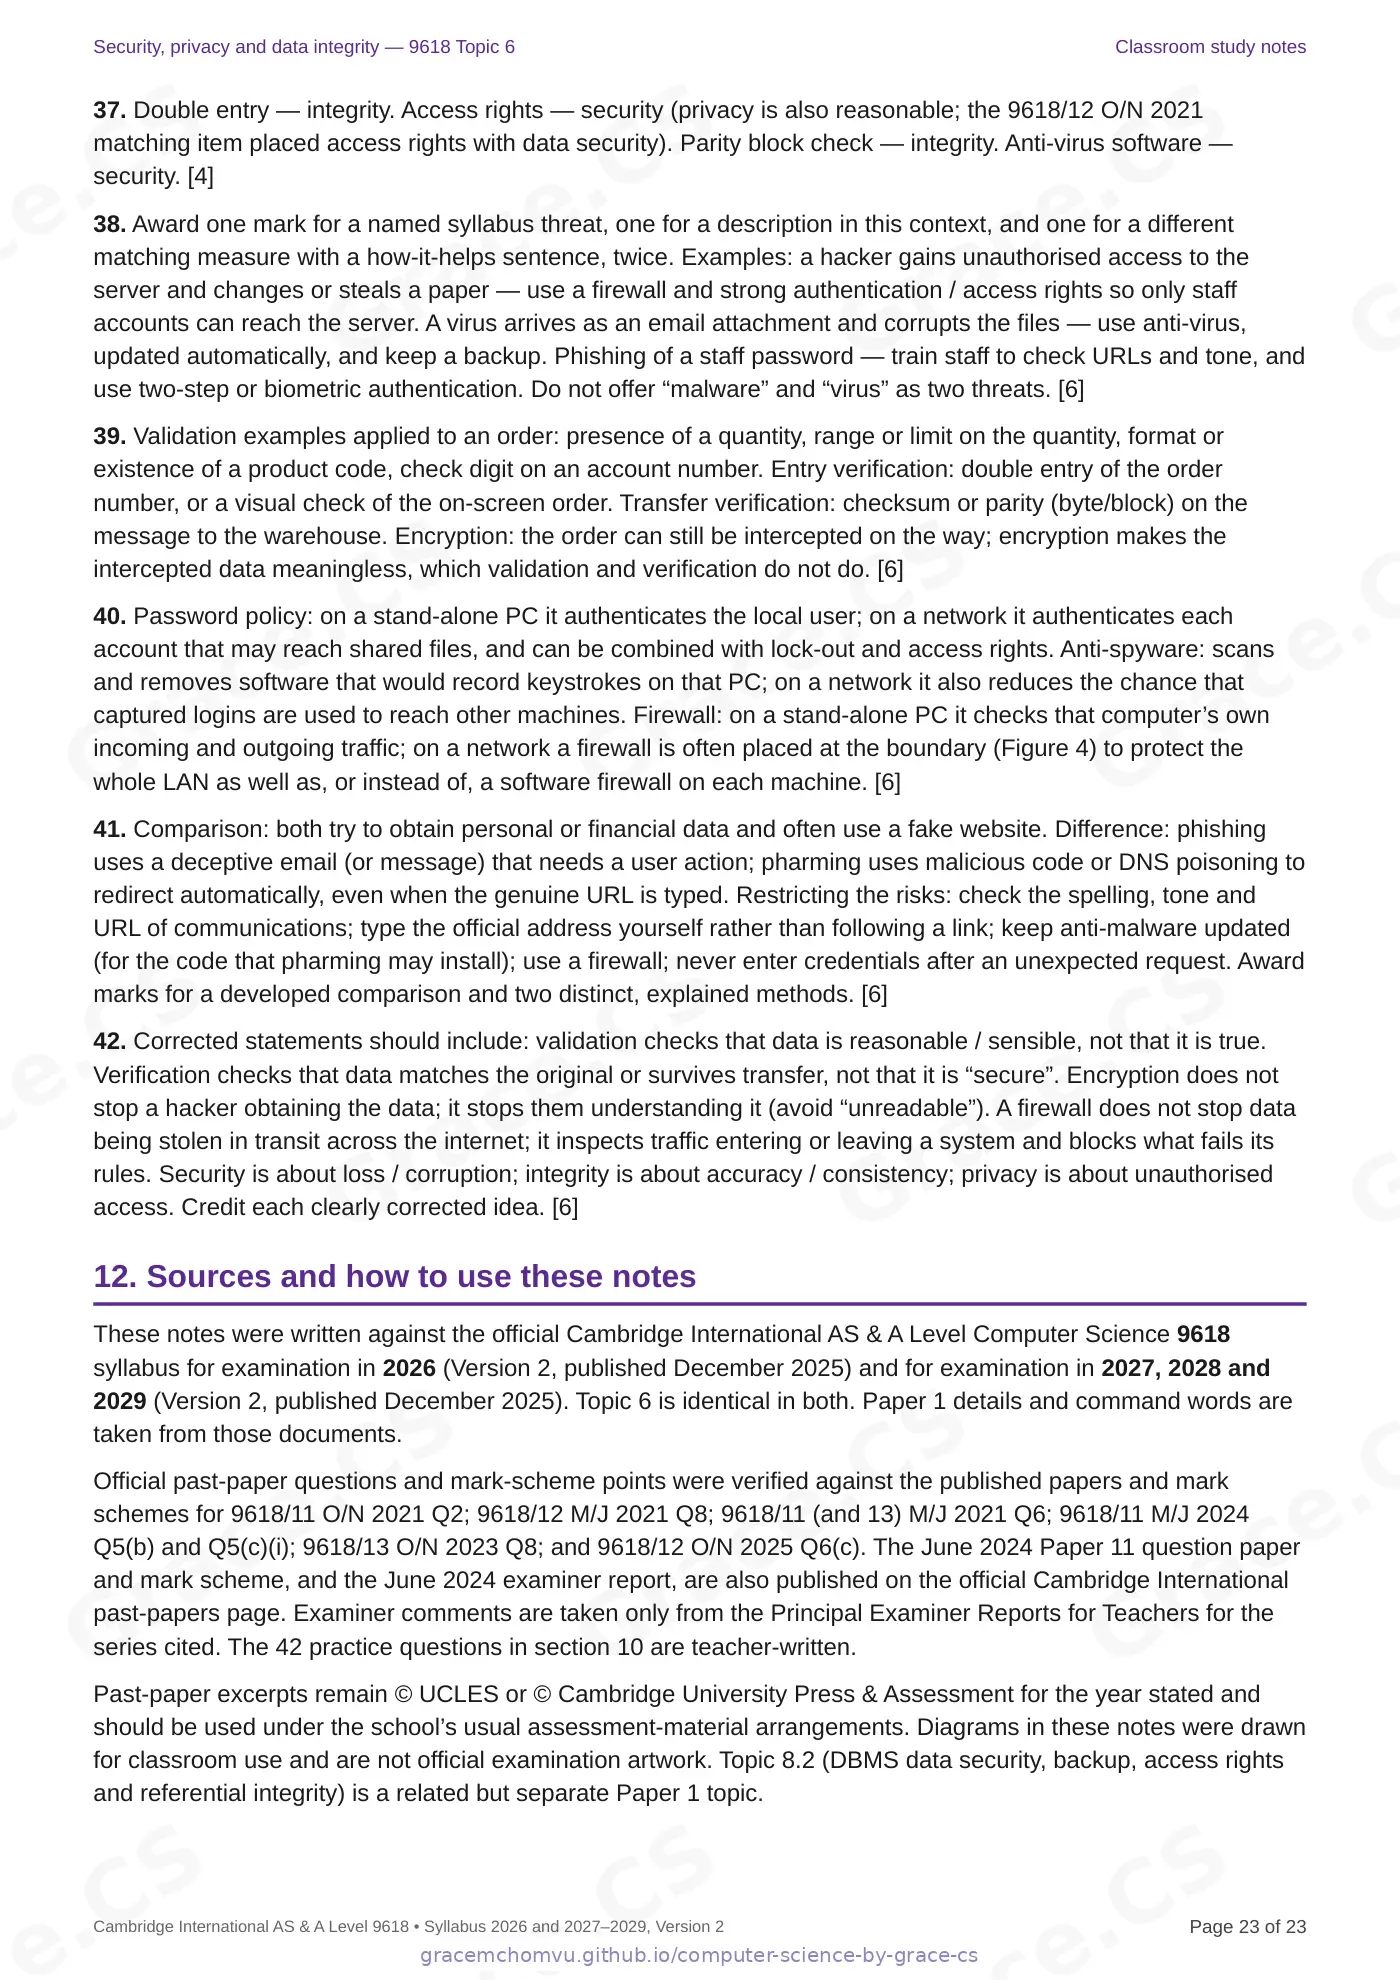 Security, privacy and data integrity — 9618 Topic 6
Classroom study notes
37. Double entry — integrity. Access rights — security (privacy is also reasonable; the 9618/12 O/N 2021
matching item placed access rights with data security). Parity block check — integrity. Anti-virus software —
security. [4]
38. Award one mark for a named syllabus threat, one for a description in this context, and one for a different
matching measure with a how-it-helps sentence, twice. Examples: a hacker gains unauthorised access to the
server and changes or steals a paper — use a firewall and strong authentication / access rights so only staff
accounts can reach the server. A virus arrives as an email attachment and corrupts the files — use anti-virus,
updated automatically, and keep a backup. Phishing of a staff password — train staff to check URLs and tone, and
use two-step or biometric authentication. Do not offer “malware” and “virus” as two threats. [6]
39. Validation examples applied to an order: presence of a quantity, range or limit on the quantity, format or
existence of a product code, check digit on an account number. Entry verification: double entry of the order
number, or a visual check of the on-screen order. Transfer verification: checksum or parity (byte/block) on the
message to the warehouse. Encryption: the order can still be intercepted on the way; encryption makes the
intercepted data meaningless, which validation and verification do not do. [6]
40. Password policy: on a stand-alone PC it authenticates the local user; on a network it authenticates each
account that may reach shared files, and can be combined with lock-out and access rights. Anti-spyware: scans
and removes software that would record keystrokes on that PC; on a network it also reduces the chance that
captured logins are used to reach other machines. Firewall: on a stand-alone PC it checks that computer’s own
incoming and outgoing traffic; on a network a firewall is often placed at the boundary (Figure 4) to protect the
whole LAN as well as, or instead of, a software firewall on each machine. [6]
41. Comparison: both try to obtain personal or financial data and often use a fake website. Difference: phishing
uses a deceptive email (or message) that needs a user action; pharming uses malicious code or DNS poisoning to
redirect automatically, even when the genuine URL is typed. Restricting the risks: check the spelling, tone and
URL of communications; type the official address yourself rather than following a link; keep anti-malware updated
(for the code that pharming may install); use a firewall; never enter credentials after an unexpected request. Award
marks for a developed comparison and two distinct, explained methods. [6]
42. Corrected statements should include: validation checks that data is reasonable / sensible, not that it is true.
Verification checks that data matches the original or survives transfer, not that it is “secure”. Encryption does not
stop a hacker obtaining the data; it stops them understanding it (avoid “unreadable”). A firewall does not stop data
being stolen in transit across the internet; it inspects traffic entering or leaving a system and blocks what fails its
rules. Security is about loss / corruption; integrity is about accuracy / consistency; privacy is about unauthorised
access. Credit each clearly corrected idea. [6]
12. Sources and how to use these notes
These notes were written against the official Cambridge International AS & A Level Computer Science 9618
syllabus for examination in 2026 (Version 2, published December 2025) and for examination in 2027, 2028 and
2029 (Version 2, published December 2025). Topic 6 is identical in both. Paper 1 details and command words are
taken from those documents.
Official past-paper questions and mark-scheme points were verified against the published papers and mark
schemes for 9618/11 O/N 2021 Q2; 9618/12 M/J 2021 Q8; 9618/11 (and 13) M/J 2021 Q6; 9618/11 M/J 2024
Q5(b) and Q5(c)(i); 9618/13 O/N 2023 Q8; and 9618/12 O/N 2025 Q6(c). The June 2024 Paper 11 question paper
and mark scheme, and the June 2024 examiner report, are also published on the official Cambridge International
past-papers page. Examiner comments are taken only from the Principal Examiner Reports for Teachers for the
series cited. The 42 practice questions in section 10 are teacher-written.
Past-paper excerpts remain © UCLES or © Cambridge University Press & Assessment for the year stated and
should be used under the school’s usual assessment-material arrangements. Diagrams in these notes were drawn
for classroom use and are not official examination artwork. Topic 8.2 (DBMS data security, backup, access rights
and referential integrity) is a related but separate Paper 1 topic.
Cambridge International AS & A Level 9618 • Syllabus 2026 and 2027–2029, Version 2
Page 23 of 23
gracemchomvu.github.io/computer-science-by-grace-cs
Grace.CS